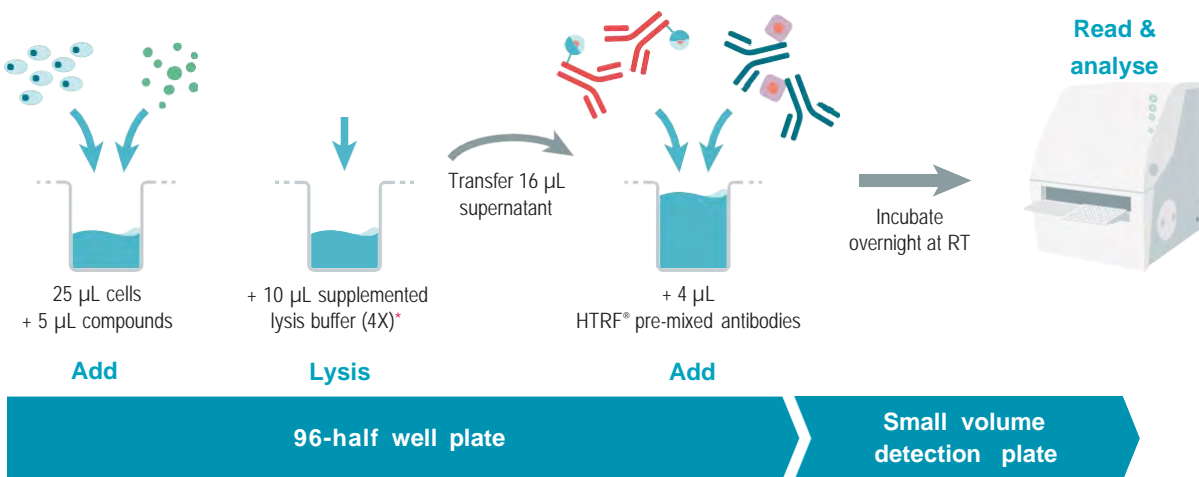 Read &
analyse
Transfer 16 µL
supernatant
Incubate
overnight at RT
25 µL cells
+ 5 µL compounds
+ 10 µL supplemented
lysis buffer (4X)*
+ 4 µL
HTRF® pre-mixed antibodies
Add
Lysis
Add
96-half well plate
Small volume
detection plate